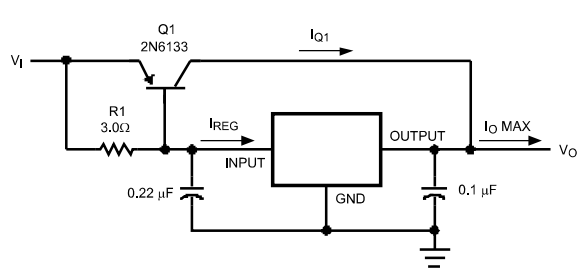 Q1
2N6133
I_Q1
V_I
R1
3.0Ω
I_REG
INPUT
OUTPUT
I_O MAX
V_O
0.22 µF
GND
0.1 µF